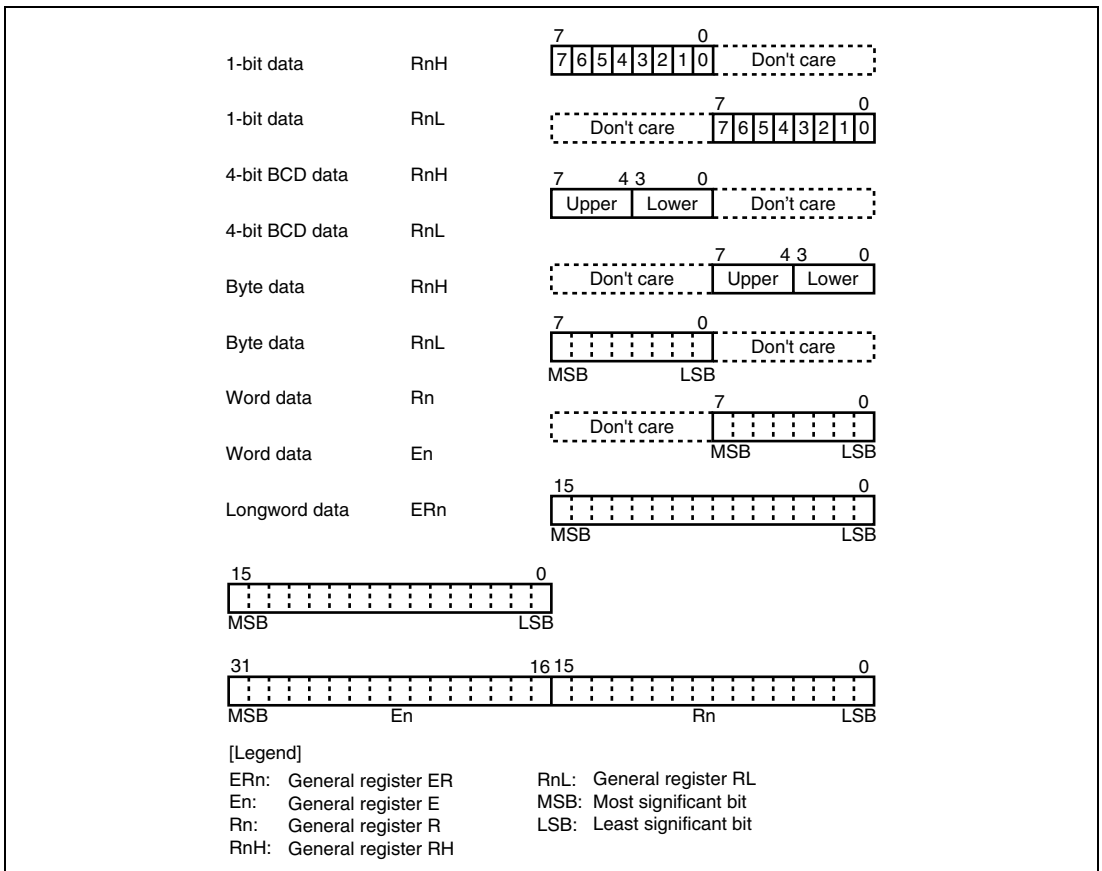 7 0
1-bit data RnH 7 6 5 4 3 2 1 0 Don't care
7 0
1-bit data RnL Don't care 7 6 5 4 3 2 1 0
4-bit BCD data RnH 7 4 3 0
Upper Lower Don't care
4-bit BCD data RnL
7 4 3 0
Byte data RnH Don't care Upper Lower
7 0
Byte data RnL Don't care
MSB LSB
Word data Rn 7 0
Don't care
Word data En MSB LSB
15 0
Longword data ERn
MSB LSB
15 0
MSB LSB
31 16 15 0
MSB En Rn LSB
[Legend]
ERn: General register ER RnL: General register RL
En: General register E MSB: Most significant bit
Rn: General register R LSB: Least significant bit
RnH: General register RH